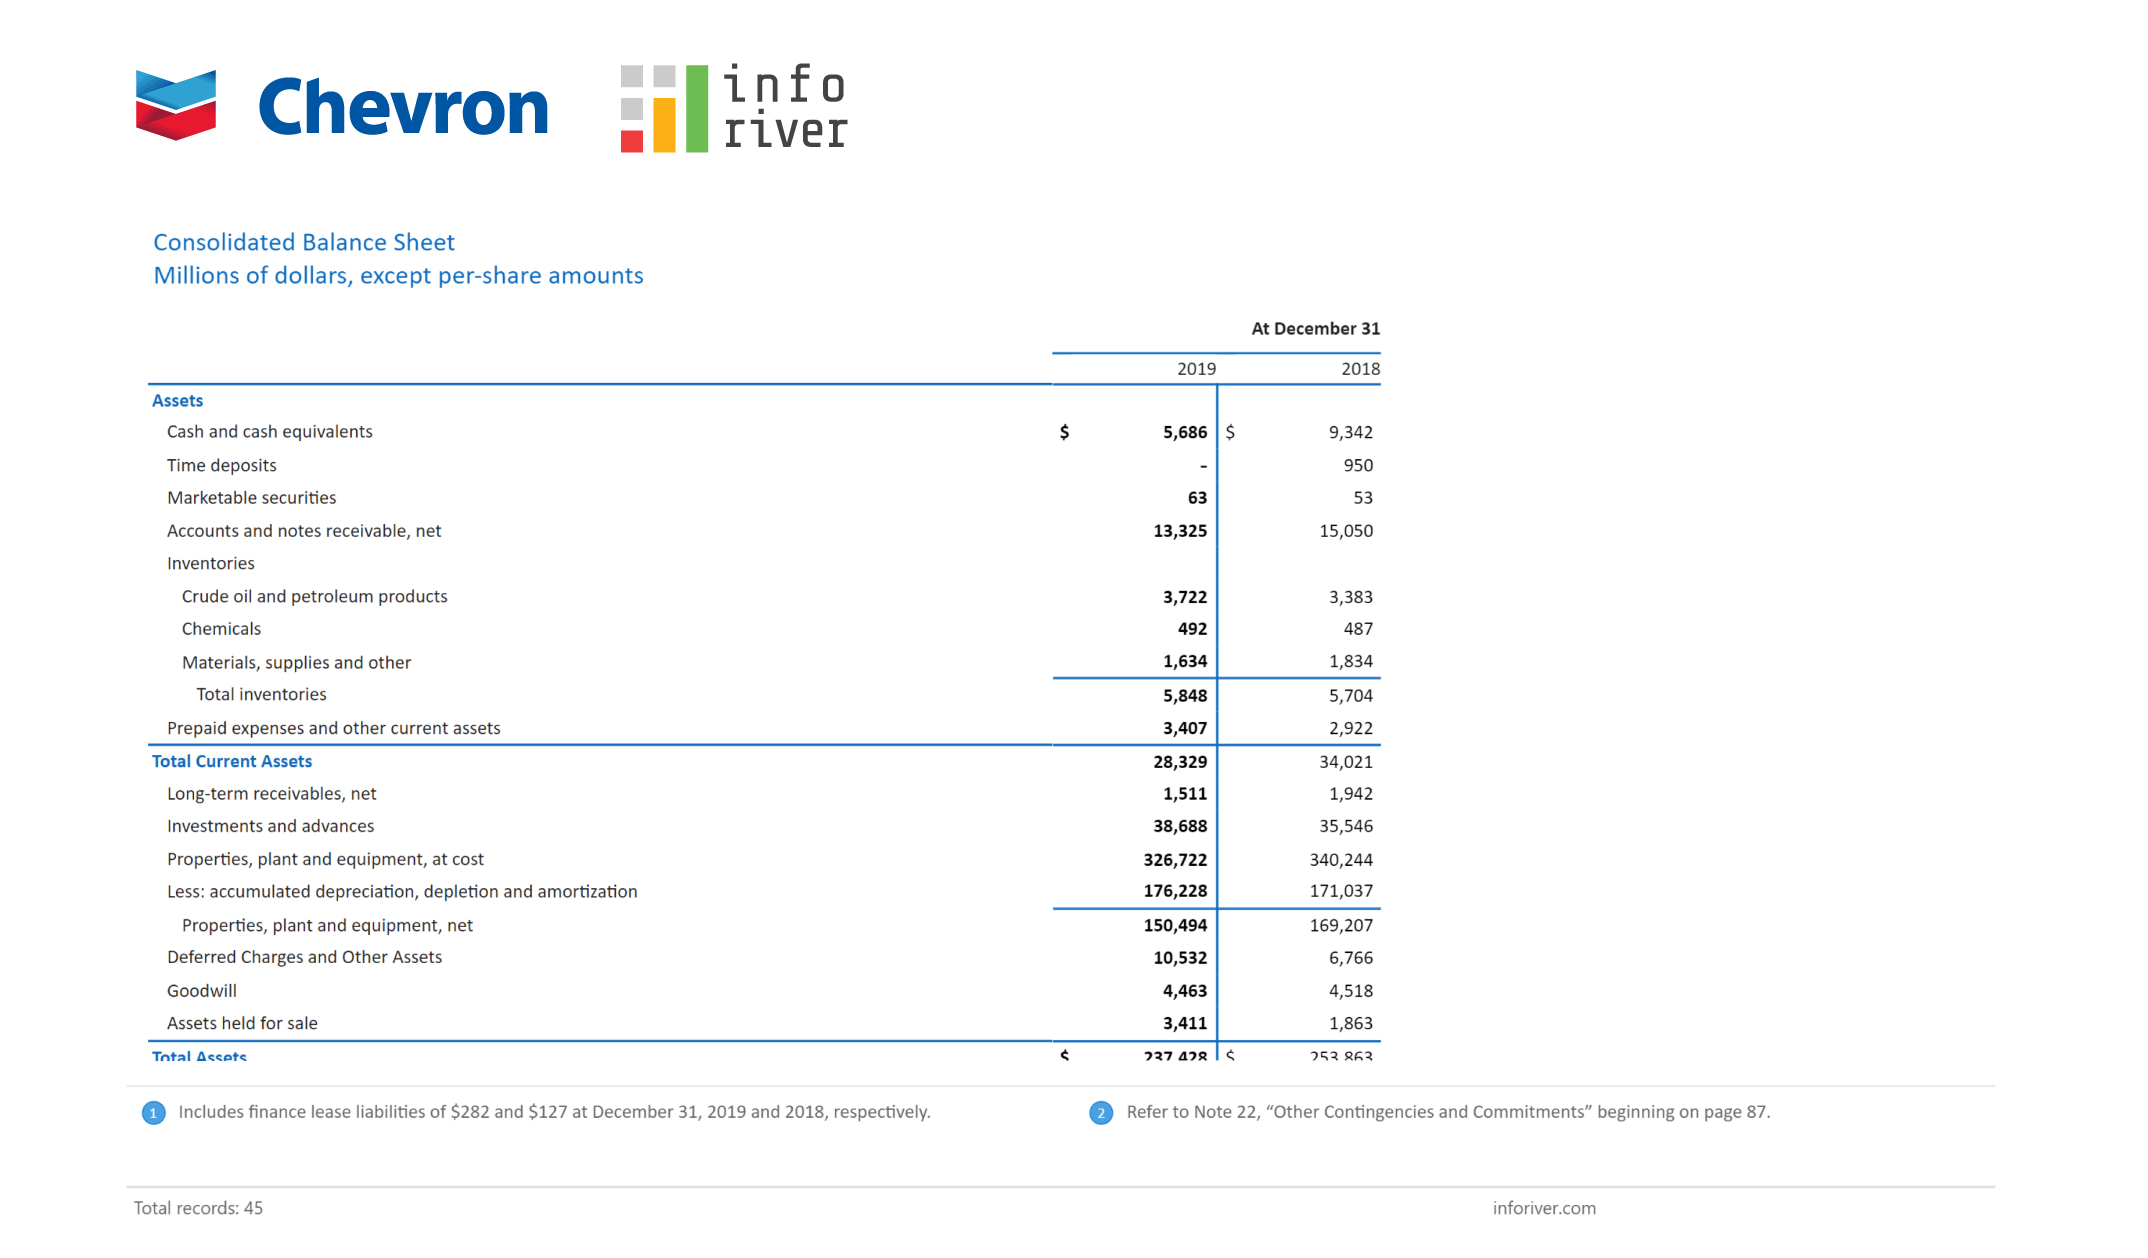 Chevron
info
river
Consolidated Balance Sheet
Millions of dollars, except per-share amounts
At December 31
2019 2018
Assets
Cash and cash equivalents $ 5,686 $ 9,342
Time deposits - 950
Marketable securities 63 53
Accounts and notes receivable, net 13,325 15,050
Inventories
Crude oil and petroleum products 3,722 3,383
Chemicals 492 487
Materials, supplies and other 1,634 1,834
Total inventories 5,848 5,704
Prepaid expenses and other current assets 3,407 2,922
Total Current Assets 28,329 34,021
Long-term receivables, net 1,511 1,942
Investments and advances 38,688 35,546
Properties, plant and equipment, at cost 326,722 340,244
Less: accumulated depreciation, depletion and amortization 176,228 171,037
Properties, plant and equipment, net 150,494 169,207
Deferred Charges and Other Assets 10,532 6,766
Goodwill 4,463 4,518
Assets held for sale 3,411 1,863
Total Assets $ 237,428 $ 253,863
1 Includes finance lease liabilities of $282 and $127 at December 31, 2019 and 2018, respectively.
2 Refer to Note 22, “Other Contingencies and Commitments” beginning on page 87.
Total records: 45
inforiver.com